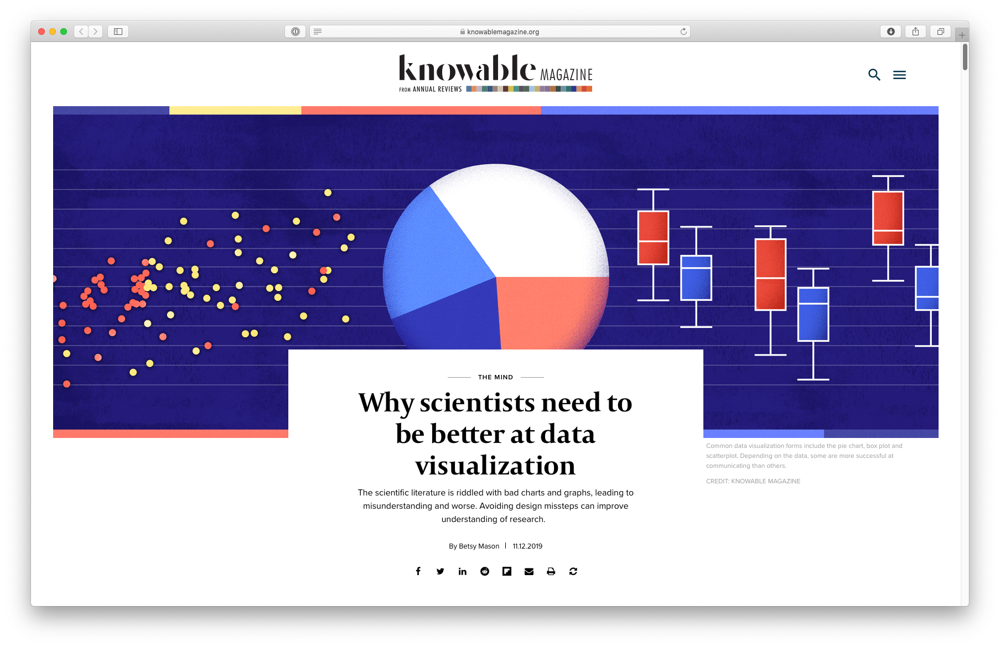 knowablemagazine.org
knowable MAGAZINE
FROM ANNUAL REVIEWS
THE MIND
Why scientists need to
be better at data
visualization
The scientific literature is riddled with bad charts and graphs, leading to
misunderstanding and worse. Avoiding design missteps can improve
understanding of research.
By Betsy Mason | 11.12.2019
Common data visualization forms include the pie chart, box plot and
scatterplot. Depending on the data, some are more successful at
communicating than others.
CREDIT: KNOWABLE MAGAZINE